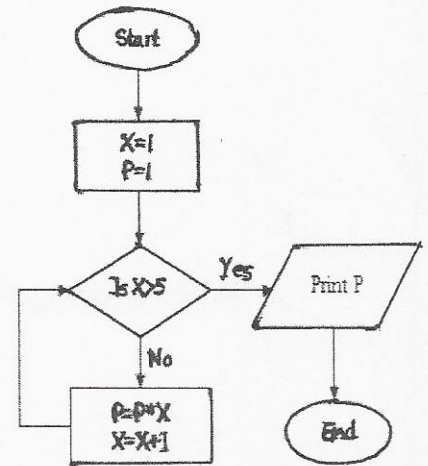 Start
X=1
P=1
Is X>5
Yes
Print P
No
P=P*X
X=X+1
End